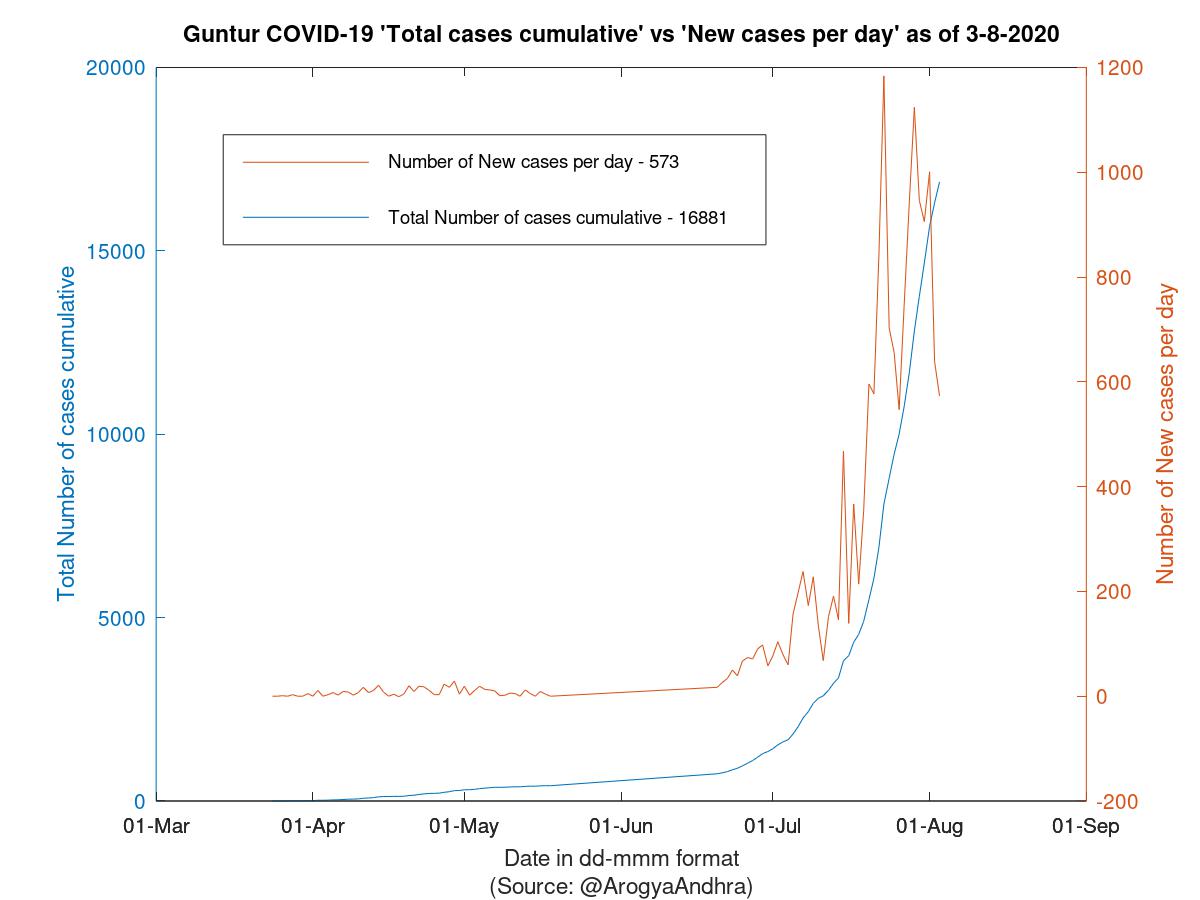 Guntur COVID-19 'Total cases cumulative' vs 'New cases per day' as of 3-8-2020
20000
15000
10000
5000
0
Total Number of cases cumulative
Number of New cases per day - 573
Total Number of cases cumulative - 16881
1200
1000
800
600
400
200
0
-200
Number of New cases per day
01-Mar 01-Apr 01-May 01-Jun 01-Jul 01-Aug 01-Sep
Date in dd-mmm format
(Source: @ArogyaAndhra)